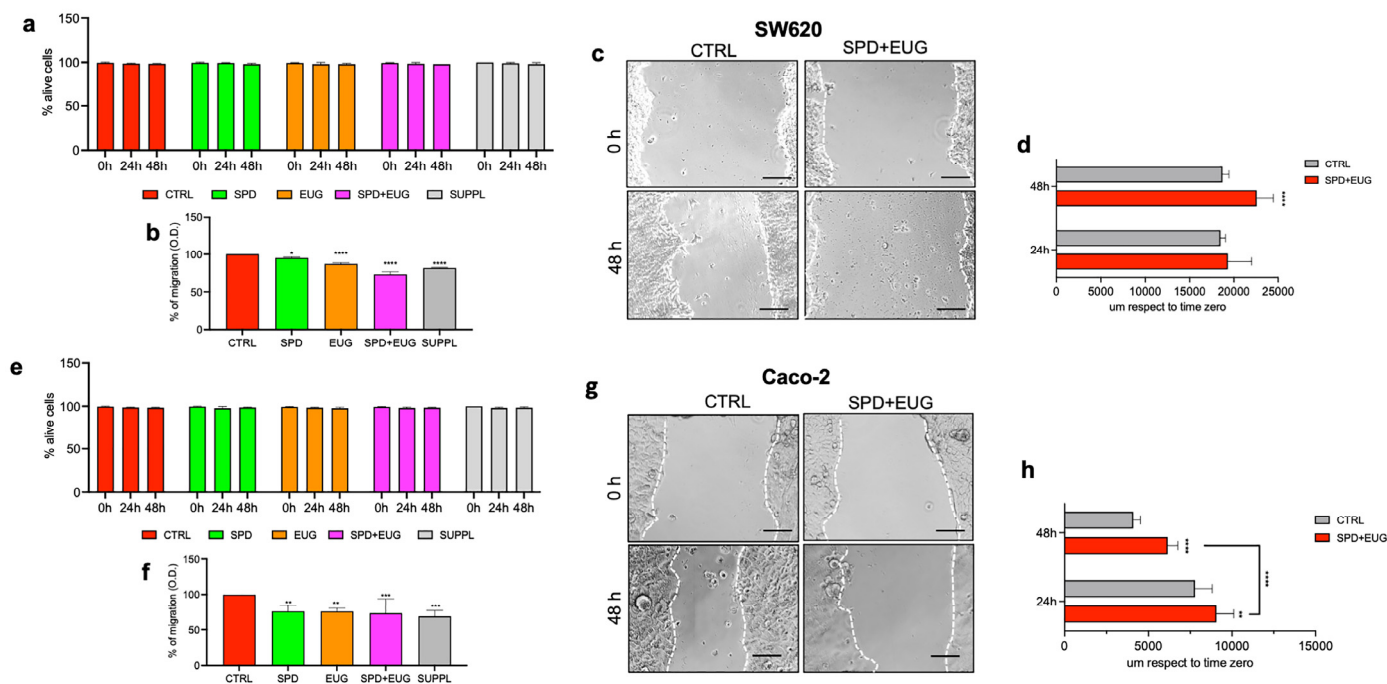 a
150
100
50
0
% alive cells
0h 24h 48h 0h 24h 48h 0h 24h 48h 0h 24h 48h 0h 24h 48h
CTRL SPD EUG SPD+EUG SUPPL
b
150
100
50
0
% of migration (O.D.)
* **** **** ****
CTRL SPD EUG SPD+EUG SUPPL
SW620
c
CTRL SPD+EUG
0 h
48 h
d
CTRL
SPD+EUG
48h
****
24h
0 5000 10000 15000 20000 25000
um respect to time zero
e
150
100
50
0
% alive cells
0h 24h 48h 0h 24h 48h 0h 24h 48h 0h 24h 48h 0h 24h 48h
CTRL SPD EUG SPD+EUG SUPPL
f
150
100
50
0
% of migration (O.D.)
** ** *** ***
CTRL SPD EUG SPD+EUG SUPPL
Caco-2
g
CTRL SPD+EUG
0 h
48 h
h
CTRL
SPD+EUG
48h
****
****
24h
**
0 5000 10000 15000
um respect to time zero